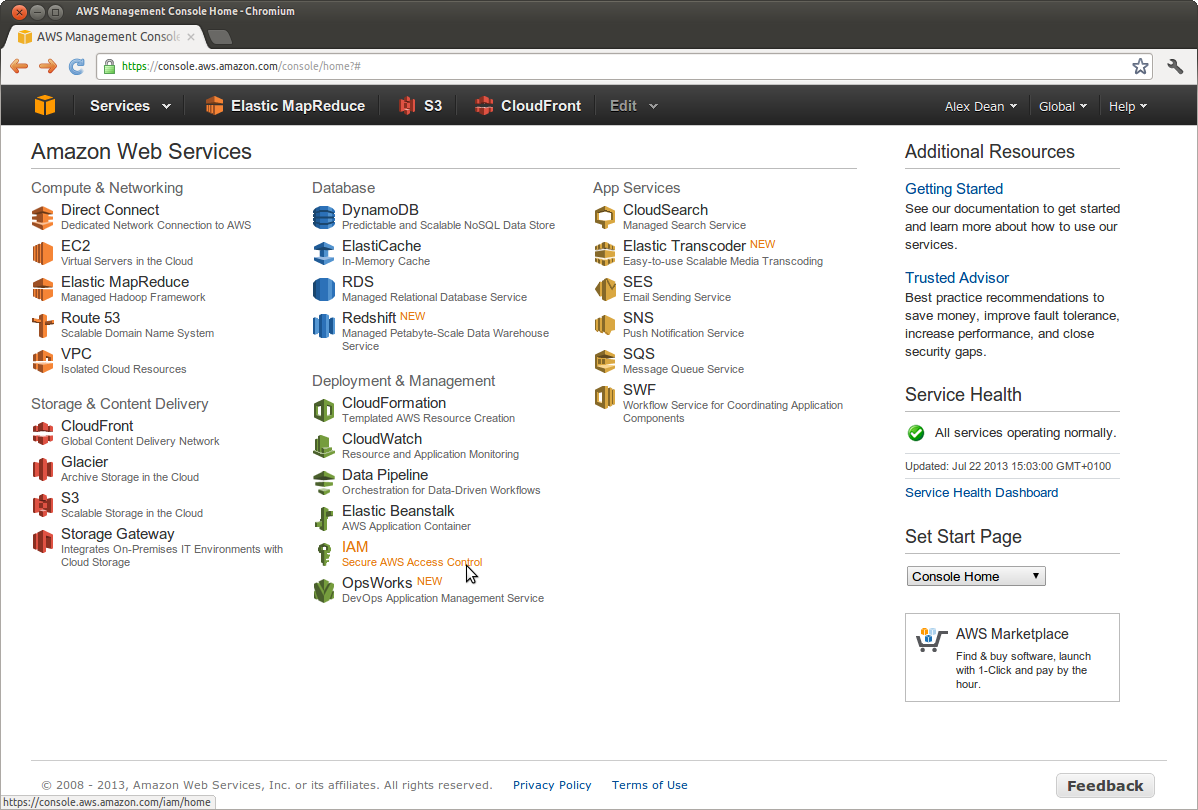 AWS Management Console Home - Chromium
AWS Management Console
https://console.aws.amazon.com/console/home?#
Services
Elastic MapReduce
S3
CloudFront
Edit
Alex Dean
Global
Help
Amazon Web Services
Compute & Networking
Direct Connect
Dedicated Network Connection to AWS
EC2
Virtual Servers in the Cloud
Elastic MapReduce
Managed Hadoop Framework
Route 53
Scalable Domain Name System
VPC
Isolated Cloud Resources
Storage & Content Delivery
CloudFront
Global Content Delivery Network
Glacier
Archive Storage in the Cloud
S3
Scalable Storage in the Cloud
Storage Gateway
Integrates On-Premises IT Environments with
Cloud Storage
Database
DynamoDB
Predictable and Scalable NoSQL Data Store
ElastiCache
In-Memory Cache
RDS
Managed Relational Database Service
Redshift NEW
Managed Petabyte-Scale Data Warehouse
Service
Deployment & Management
CloudFormation
Templated AWS Resource Creation
CloudWatch
Resource and Application Monitoring
Data Pipeline
Orchestration for Data-Driven Workflows
Elastic Beanstalk
AWS Application Container
IAM
Secure AWS Access Control
OpsWorks NEW
DevOps Application Management Service
App Services
CloudSearch
Managed Search Service
Elastic Transcoder NEW
Easy-to-use Scalable Media Transcoding
SES
Email Sending Service
SNS
Push Notification Service
SQS
Message Queue Service
SWF
Workflow Service for Coordinating Application
Components
Additional Resources
Getting Started
See our documentation to get started
and learn more about how to use our
services.
Trusted Advisor
Best practice recommendations to
save money, improve fault tolerance,
increase performance, and close
security gaps.
Service Health
All services operating normally.
Updated: Jul 22 2013 15:03:00 GMT+0100
Service Health Dashboard
Set Start Page
Console Home
AWS Marketplace
Find & buy software, launch
with 1-Click and pay by the
hour.
© 2008 - 2013, Amazon Web Services, Inc. or its affiliates. All rights reserved.
Privacy Policy
Terms of Use
Feedback
https://console.aws.amazon.com/iam/home